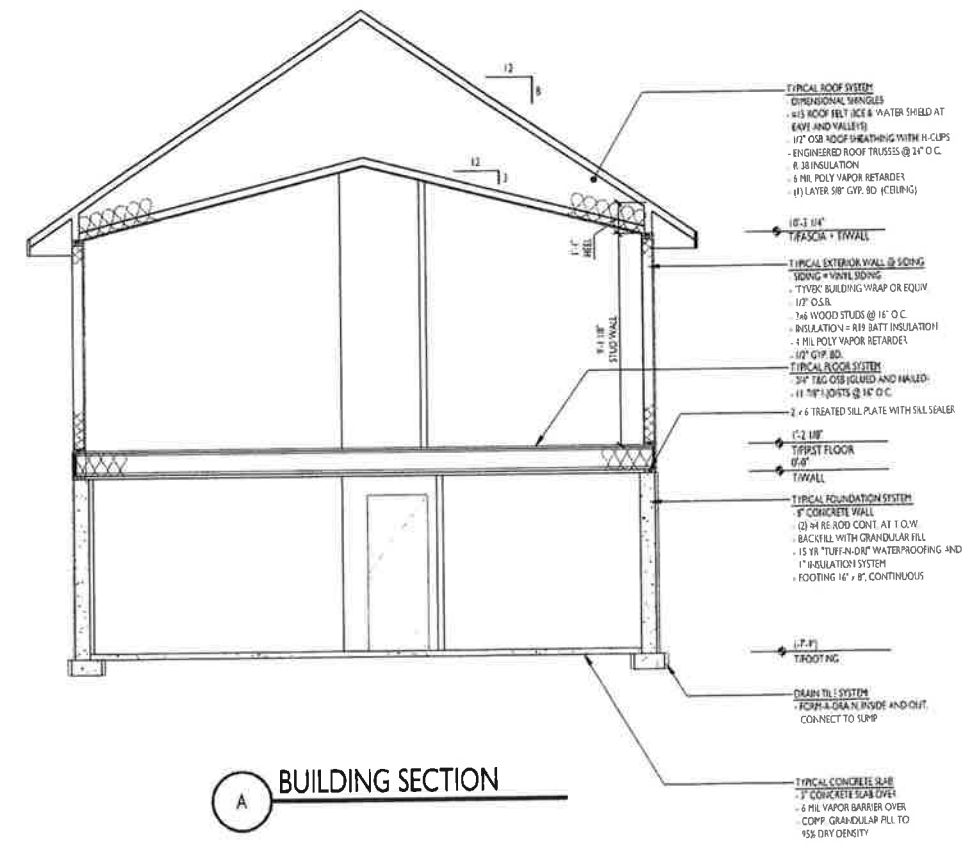 12
8
TYPICAL ROOF SYSTEM
- DIMENSIONAL SHINGLES
- #15 ROOF FELT (ICE & WATER SHIELD AT
EAVE AND VALLEYS)
- 1/2" OSB ROOF SHEATHING WITH H-CLIPS
- ENGINEERED ROOF TRUSSES @ 24" O.C.
- R 38 INSULATION
- 6 MIL POLY VAPOR RETARDER
- (1) LAYER 5/8" GYP. BD. (CEILING)
12
3
10'-3 1/4"
T/FASCIA + T/WALL
HEEL
TYPICAL EXTERIOR WALL @ SIDING
- SIDING = VINYL SIDING
- 'TYVEK' BUILDING WRAP OR EQUIV.
- 1/2" O.S.B.
- 2x6 WOOD STUDS @ 16" O.C.
- INSULATION = R19 BATT INSULATION
- 4 MIL POLY VAPOR RETARDER
- 1/2" GYP. BD.
9'-1 1/8"
STUD WALL
TYPICAL FLOOR SYSTEM
- 3/4" T&G OSB (GLUED AND NAILED)
- 11 7/8" I-JOISTS @ 16" O.C.
2 x 6 TREATED SILL PLATE WITH SILL SEALER
1'-2 1/8"
T/FIRST FLOOR
0'-0"
T/WALL
TYPICAL FOUNDATION SYSTEM
- 8" CONCRETE WALL
- (2) #4 RE-ROD CONT. AT T.O.W.
- BACKFILL WITH GRANDULAR FILL
- 15 YR "TUFF-N-DRI" WATERPROOFING AND
1" INSULATION SYSTEM
- FOOTING 16" x 8", CONTINUOUS
T/FOOTING
DRAIN TILE SYSTEM
- FORM-A-DRAIN, INSIDE AND OUT,
CONNECT TO SUMP
A
BUILDING SECTION
TYPICAL CONCRETE SLAB
- 3" CONCRETE SLAB OVER
- 6 MIL VAPOR BARRIER OVER
- COMP. GRANDULAR FILL TO
95% DRY DENSITY